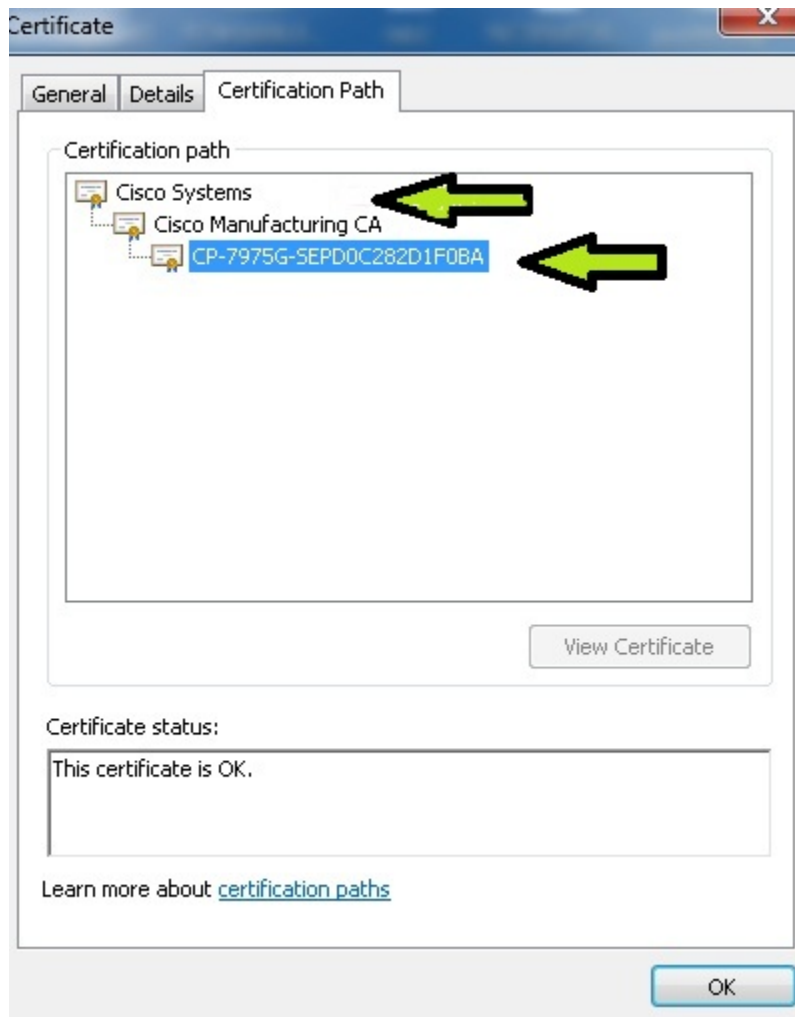 Certificate
X
General Details Certification Path
Certification path
Cisco Systems
Cisco Manufacturing CA
CP-7975G-SEPD0C282D1F0BA
View Certificate
Certificate status:
This certificate is OK.
Learn more about certification paths
OK